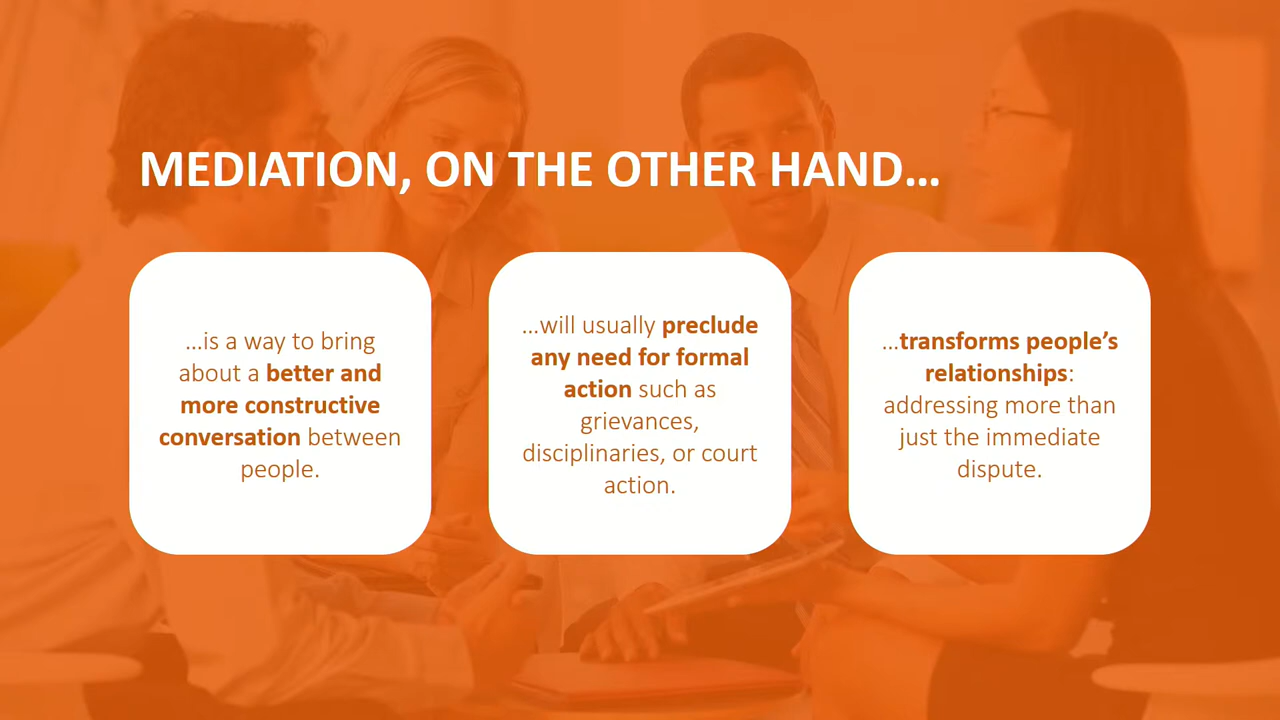 MEDIATION, ON THE OTHER HAND…
…is a way to bring
about a better and
more constructive
conversation between
people.
…will usually preclude
any need for formal
action such as
grievances,
disciplinaries, or court
action.
…transforms people’s
relationships:
addressing more than
just the immediate
dispute.